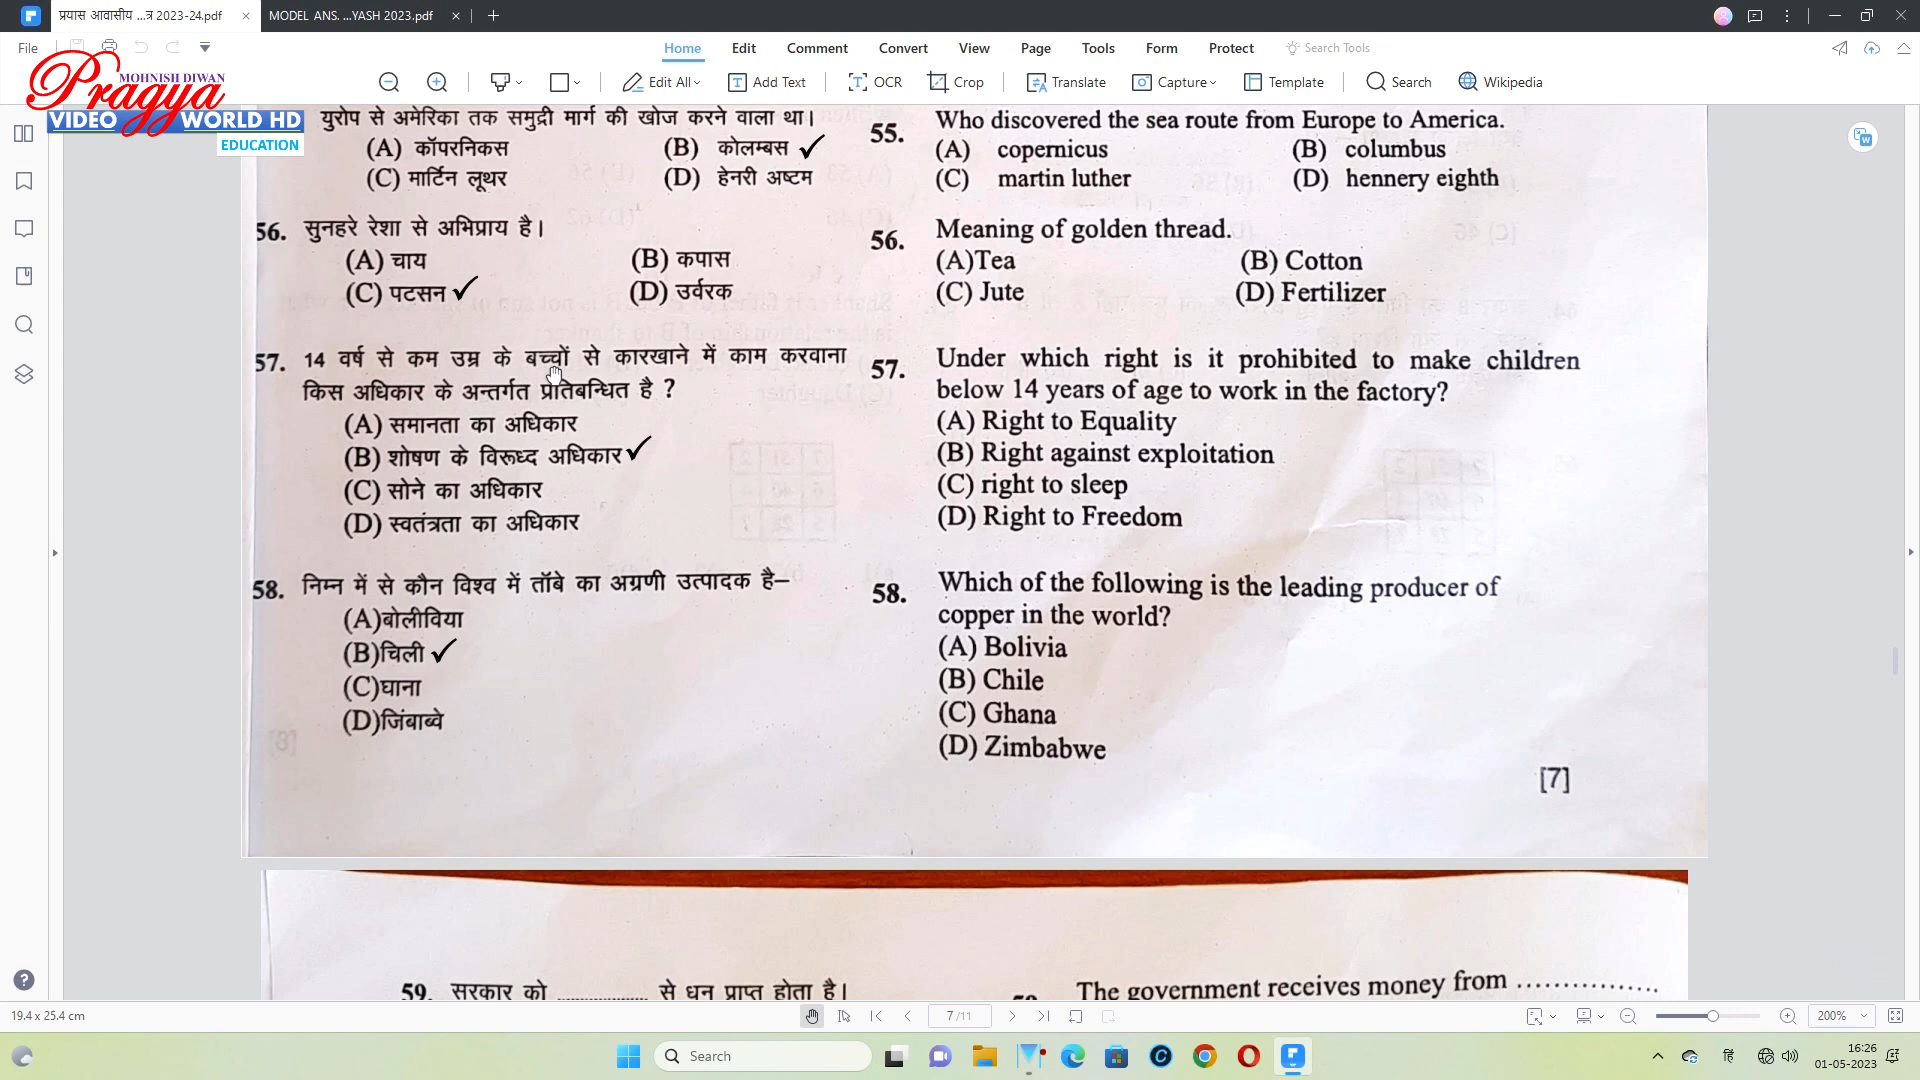 प्रयास आवासीय ...त्र 2023-24.pdf
MODEL ANS. ...YASH 2023.pdf
File
Home
Edit
Comment
Convert
View
Page
Tools
Form
Protect
Search Tools
MOHNISH DIWAN
Pragya
VIDEO WORLD HD
EDUCATION
Edit All
Add Text
OCR
Crop
Translate
Capture
Template
Search
Wikipedia
युरोप से अमेरिका तक समुद्री मार्ग की खोज करने वाला था।
(A) कॉपरनिकस
(B) कोलम्बस ✓
(C) मार्टिन लूथर
(D) हेनरी अष्टम
56. सुनहरे रेशा से अभिप्राय है।
(A) चाय
(B) कपास
(C) पटसन ✓
(D) उर्वरक
57. 14 वर्ष से कम उम्र के बच्चों से कारखाने में काम करवाना
किस अधिकार के अन्तर्गत प्रतिबन्धित है ?
(A) समानता का अधिकार
(B) शोषण के विरूध्द अधिकार ✓
(C) सोने का अधिकार
(D) स्वतंत्रता का अधिकार
58. निम्न में से कौन विश्व में ताँबे का अग्रणी उत्पादक है–
(A)बोलीविया
(B)चिली ✓
(C)घाना
(D)जिंबाब्वे
55. Who discovered the sea route from Europe to America.
(A) copernicus
(B) columbus
(C) martin luther
(D) hennery eighth
56. Meaning of golden thread.
(A)Tea
(B) Cotton
(C) Jute
(D) Fertilizer
57. Under which right is it prohibited to make children
below 14 years of age to work in the factory?
(A) Right to Equality
(B) Right against exploitation
(C) right to sleep
(D) Right to Freedom
58. Which of the following is the leading producer of
copper in the world?
(A) Bolivia
(B) Chile
(C) Ghana
(D) Zimbabwe
[7]
59. सरकार को .............. से धन प्राप्त होता है।
The government receives money from ................
19.4 x 25.4 cm
7 /11
200%
Search
हिं
16:26
01-05-2023